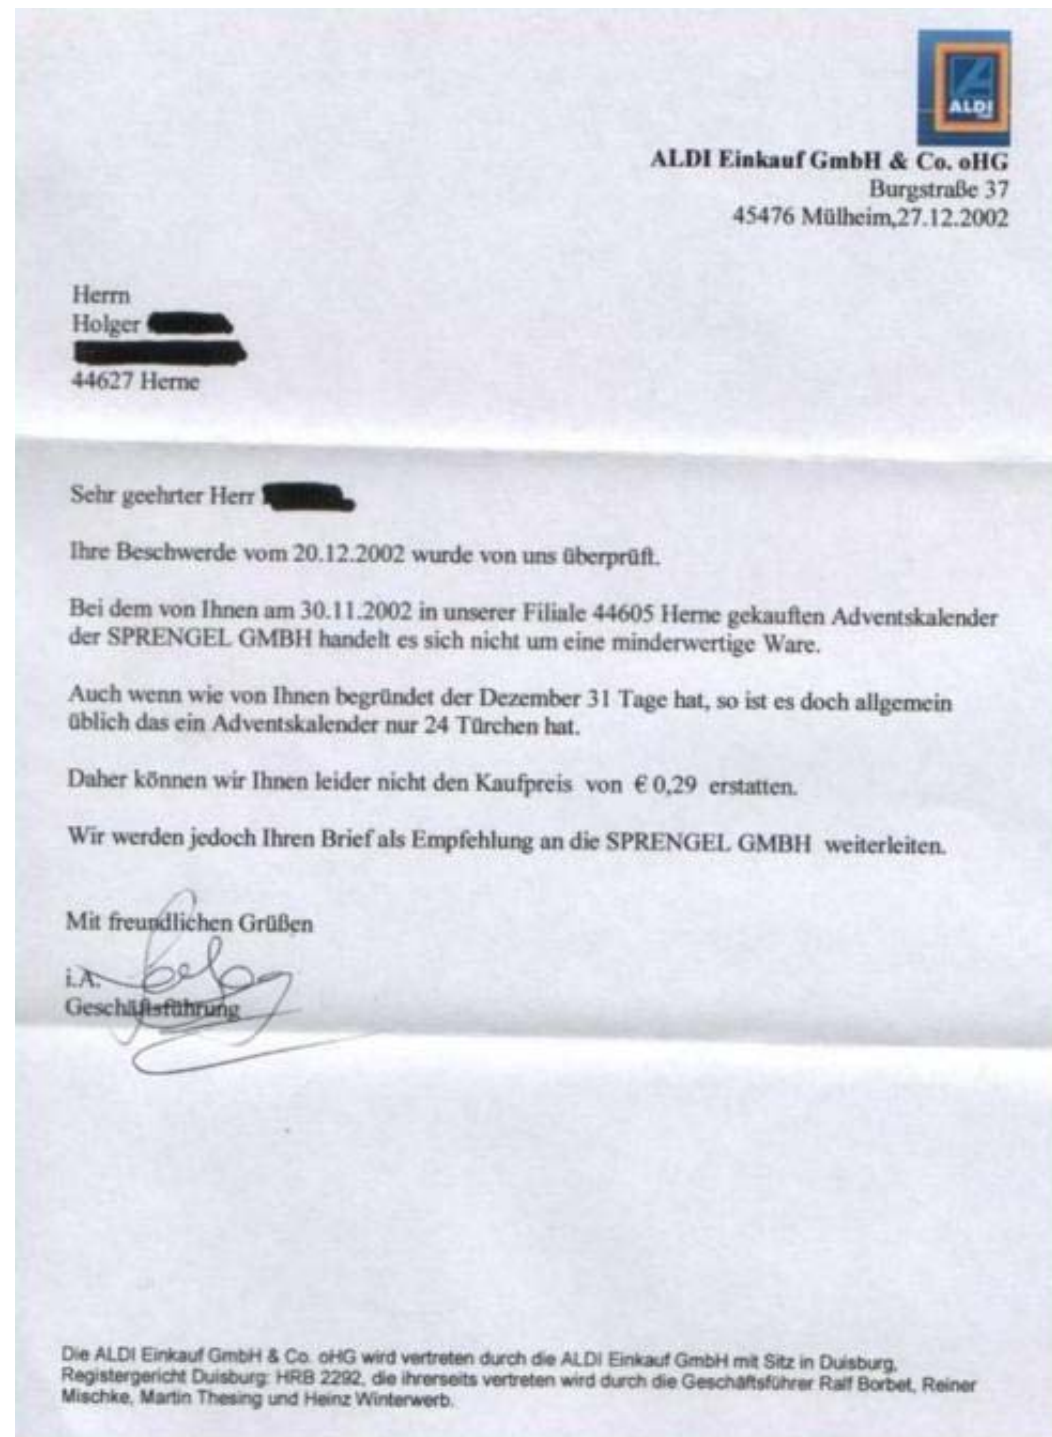 ALDI
ALDI Einkauf GmbH & Co. oHG
Burgstraße 37
45476 Mülheim,27.12.2002
Herrn
Holger
44627 Herne
Sehr geehrter Herr
Ihre Beschwerde vom 20.12.2002 wurde von uns überprüft.
Bei dem von Ihnen am 30.11.2002 in unserer Filiale 44605 Herne gekauften Adventskalender
der SPRENGEL GMBH handelt es sich nicht um eine minderwertige Ware.
Auch wenn wie von Ihnen begründet der Dezember 31 Tage hat, so ist es doch allgemein
üblich das ein Adventskalender nur 24 Türchen hat.
Daher können wir Ihnen leider nicht den Kaufpreis von € 0,29 erstatten.
Wir werden jedoch Ihren Brief als Empfehlung an die SPRENGEL GMBH weiterleiten.
Mit freundlichen Grüßen
i.A.
Geschäftsführung
Die ALDI Einkauf GmbH & Co. oHG wird vertreten durch die ALDI Einkauf GmbH mit Sitz in Duisburg,
Registergericht Duisburg: HRB 2292, die ihrerseits vertreten wird durch die Geschäftsführer Ralf Borbet, Reiner
Mischke, Martin Thesing und Heinz Winterwerb.